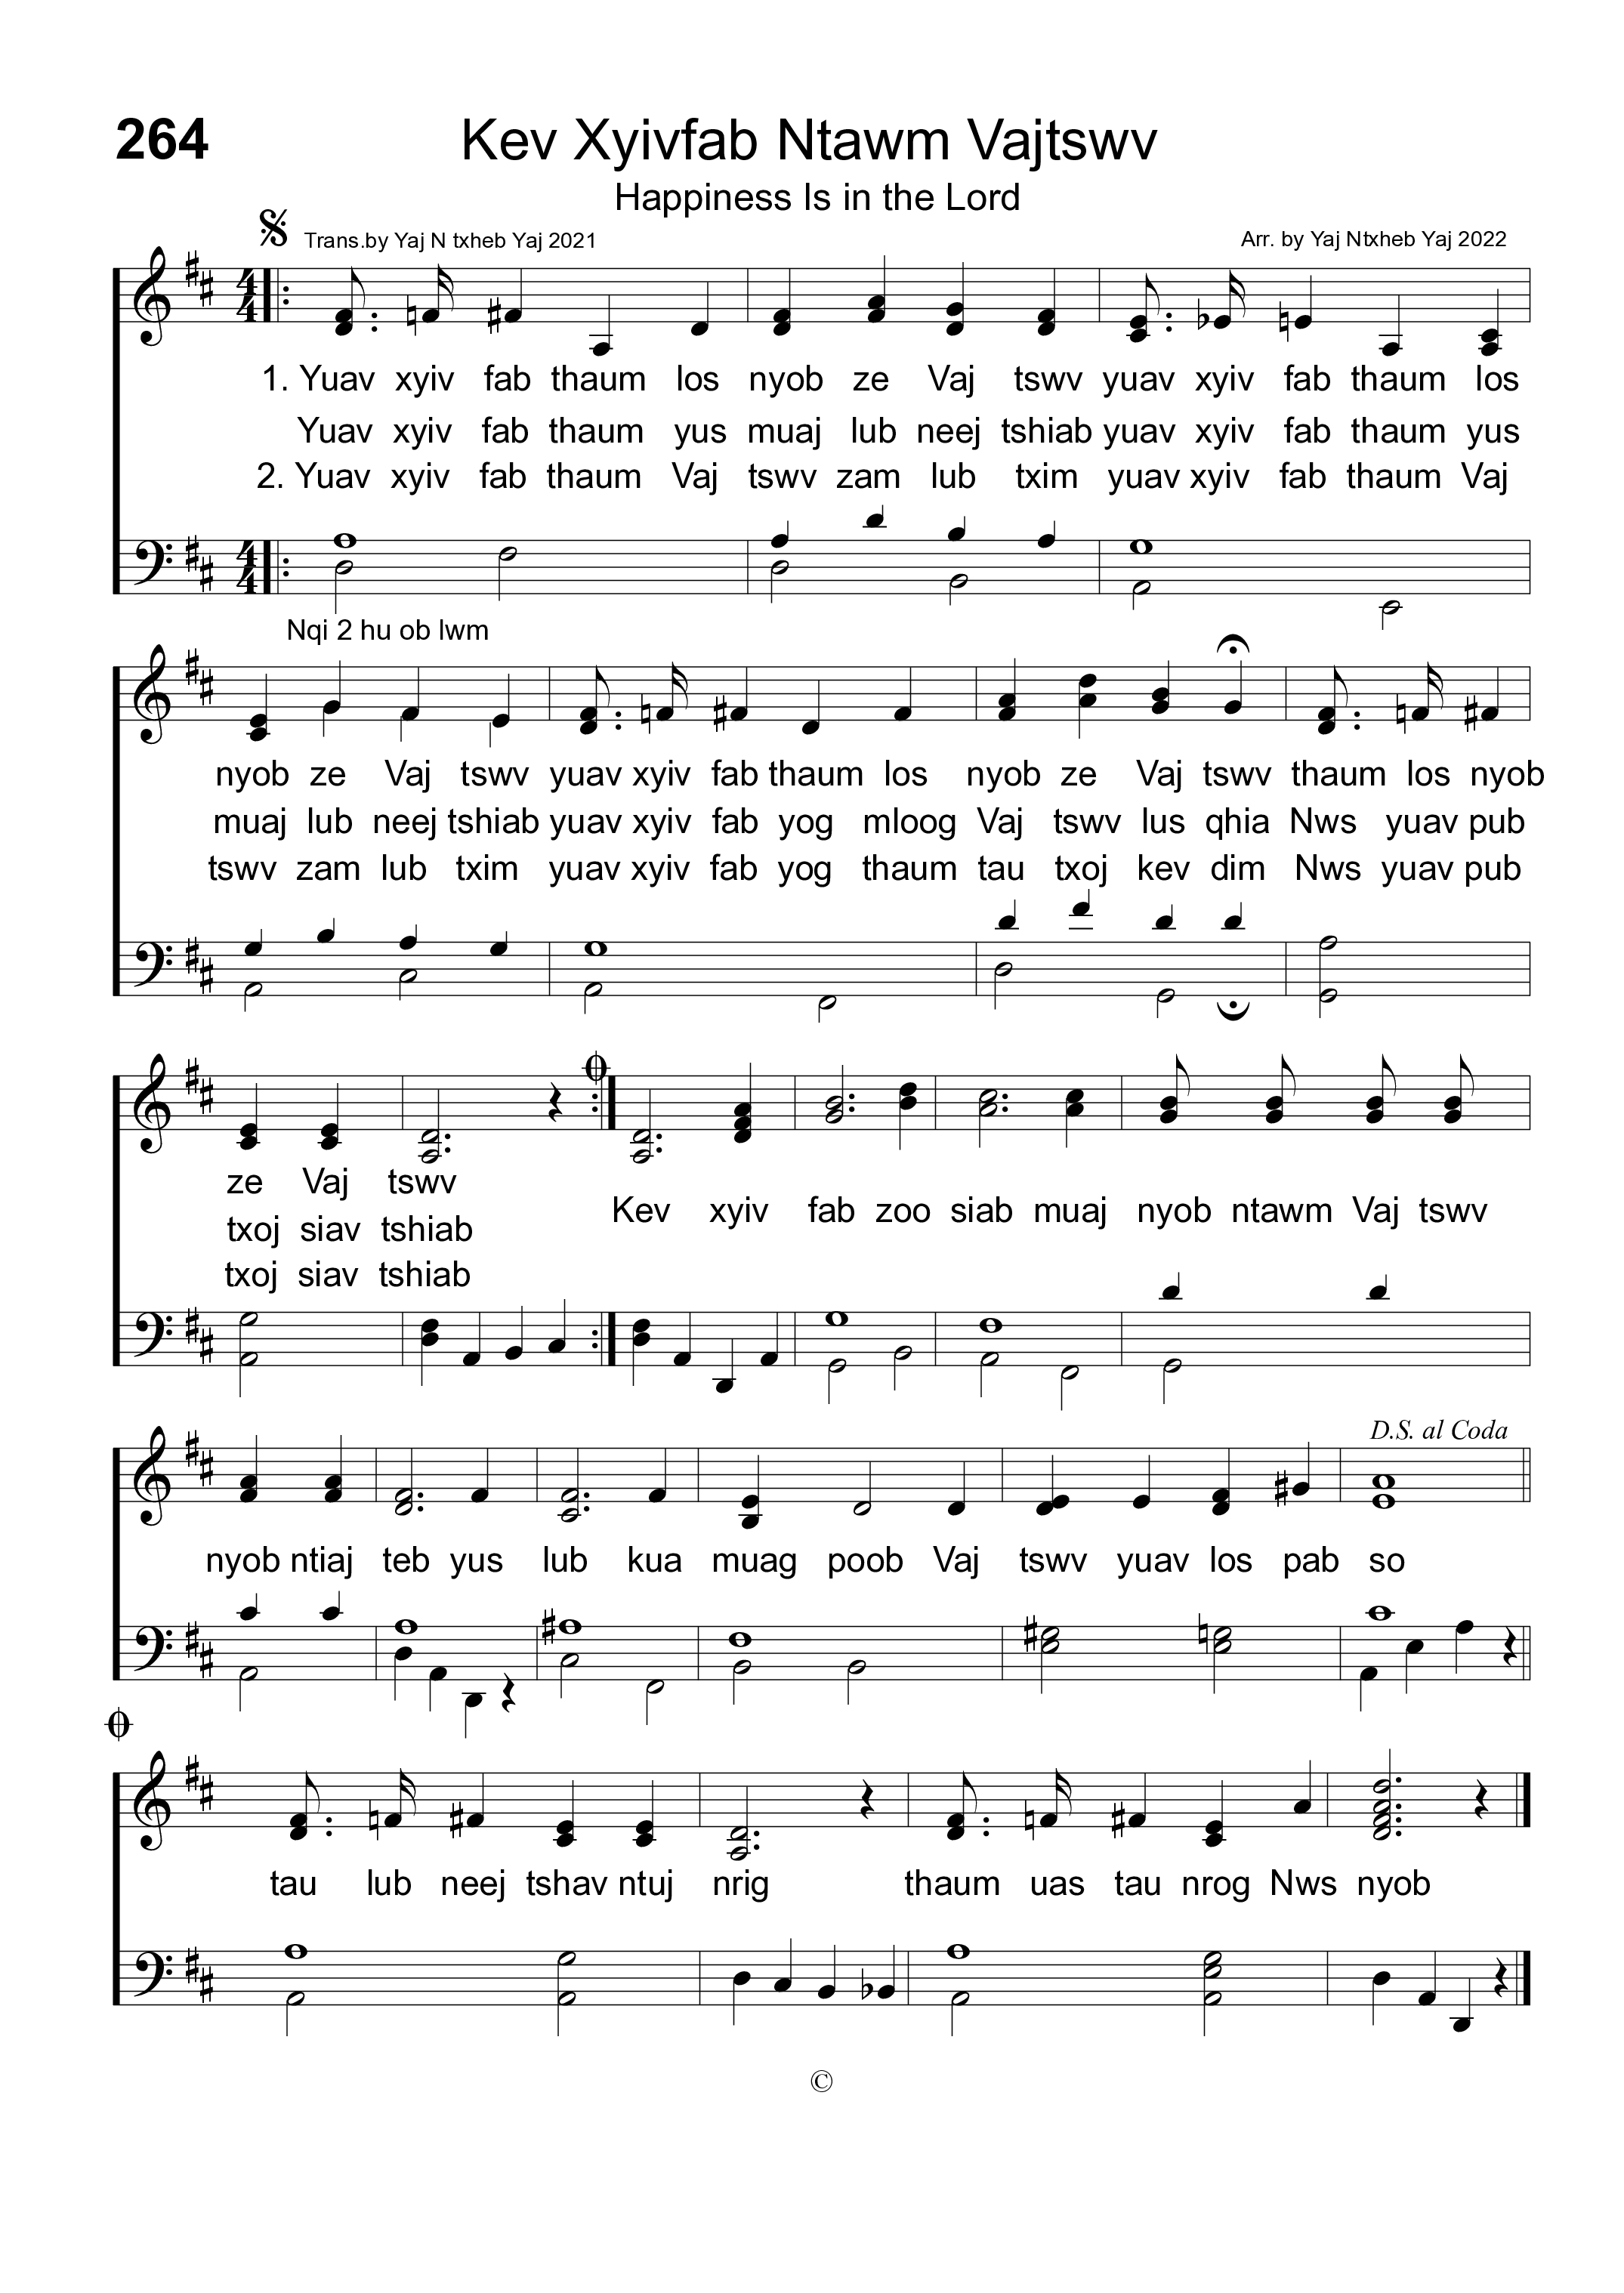 264
Kev Xyivfab Ntawm Vajtswv
Happiness Is in the Lord
Trans.by Yaj N txheb Yaj 2021
Arr. by Yaj Ntxheb Yaj 2022
1. Yuav xyiv fab thaum los nyob ze Vaj tswv yuav xyiv fab thaum los
Yuav xyiv fab thaum yus muaj lub neej tshiab yuav xyiv fab thaum yus
2. Yuav xyiv fab thaum Vaj tswv zam lub txim yuav xyiv fab thaum Vaj
Nqi 2 hu ob lwm
nyob ze Vaj tswv yuav xyiv fab thaum los nyob ze Vaj tswv thaum los nyob
muaj lub neej tshiab yuav xyiv fab yog mloog Vaj tswv lus qhia Nws yuav pub
tswv zam lub txim yuav xyiv fab yog thaum tau txoj kev dim Nws yuav pub
ze Vaj tswv
txoj siav tshiab
txoj siav tshiab
Kev xyiv fab zoo siab muaj nyob ntawm Vaj tswv
D.S. al Coda
nyob ntiaj teb yus lub kua muag poob Vaj tswv yuav los pab so
tau lub neej tshav ntuj nrig thaum uas tau nrog Nws nyob
©